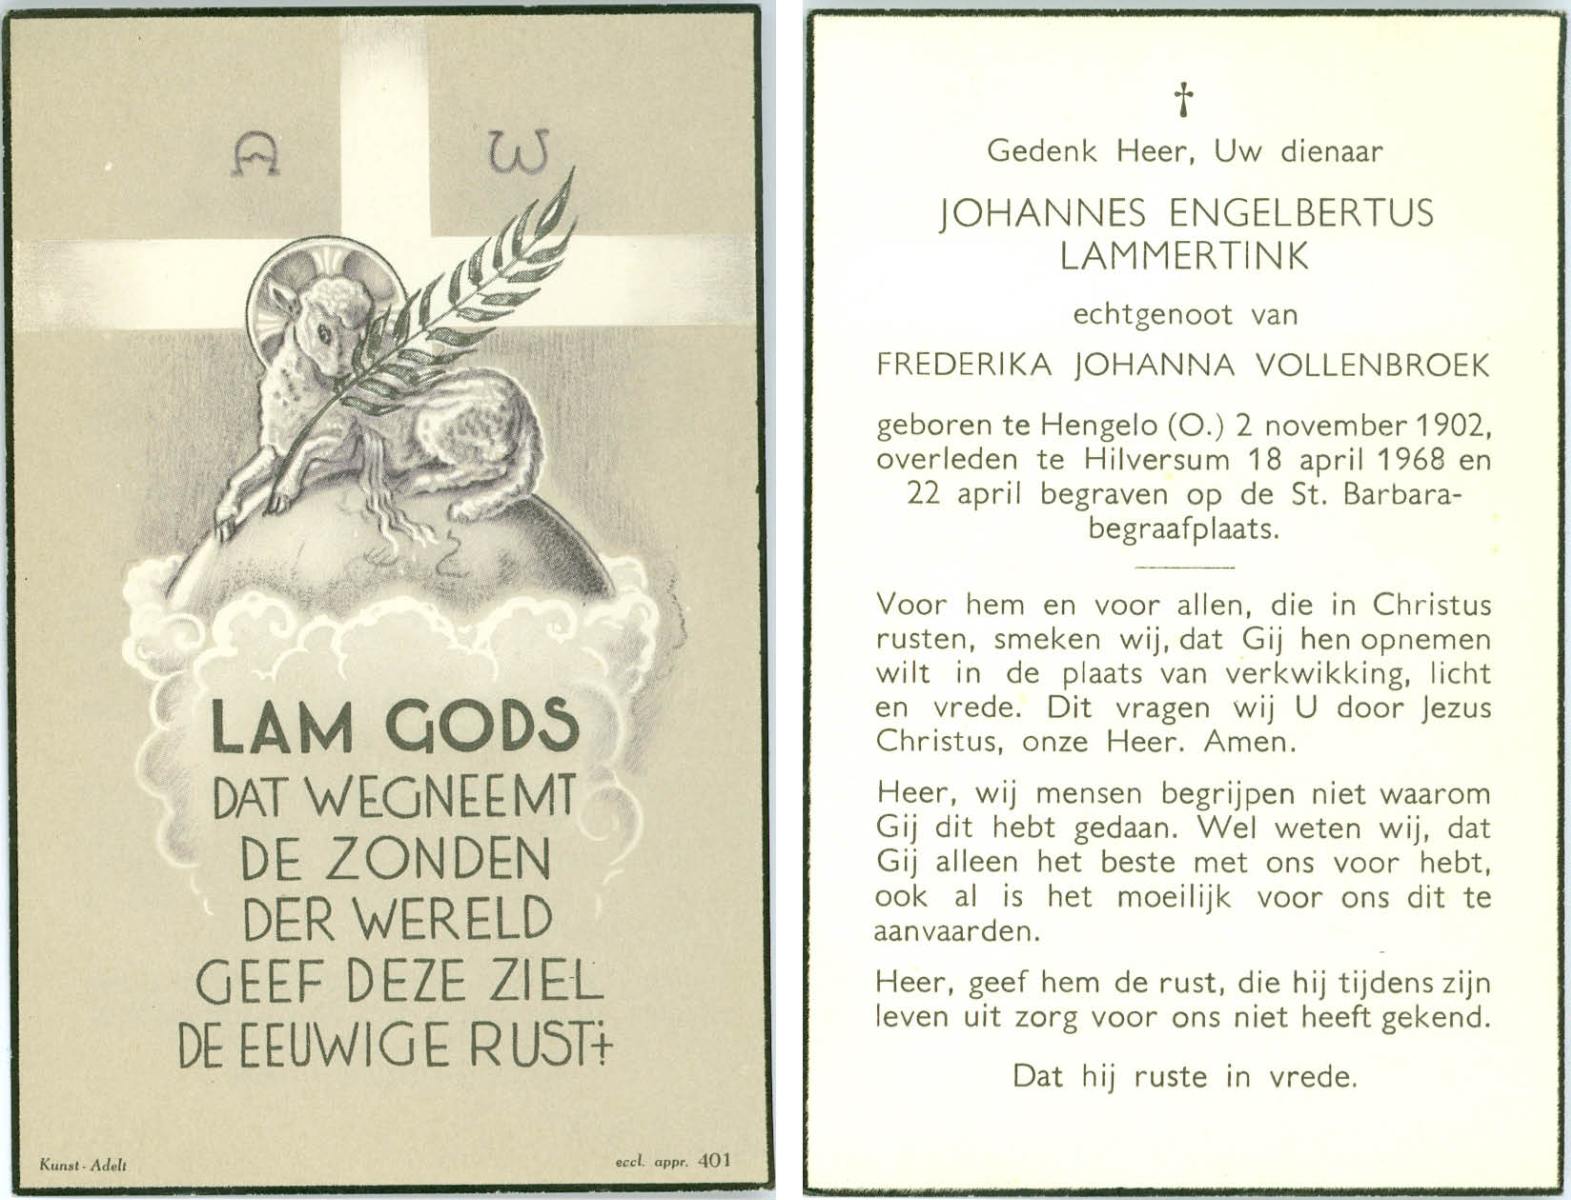 Α ω
LAM GODS
DAT WEGNEEMT
DE ZONDEN
DER WERELD
GEEF DEZE ZIEL
DE EEUWIGE RUST†
Kunst - Adelt
eccl. appr. 401
†
Gedenk Heer, Uw dienaar
JOHANNES ENGELBERTUS
LAMMERTINK
echtgenoot van
FREDERIKA JOHANNA VOLLENBROEK
geboren te Hengelo (O.) 2 november 1902,
overleden te Hilversum 18 april 1968 en
22 april begraven op de St. Barbara-
begraafplaats.
Voor hem en voor allen, die in Christus
rusten, smeken wij, dat Gij hen opnemen
wilt in de plaats van verkwikking, licht
en vrede. Dit vragen wij U door Jezus
Christus, onze Heer. Amen.
Heer, wij mensen begrijpen niet waarom
Gij dit hebt gedaan. Wel weten wij, dat
Gij alleen het beste met ons voor hebt,
ook al is het moeilijk voor ons dit te
aanvaarden.
Heer, geef hem de rust, die hij tijdens zijn
leven uit zorg voor ons niet heeft gekend.
Dat hij ruste in vrede.